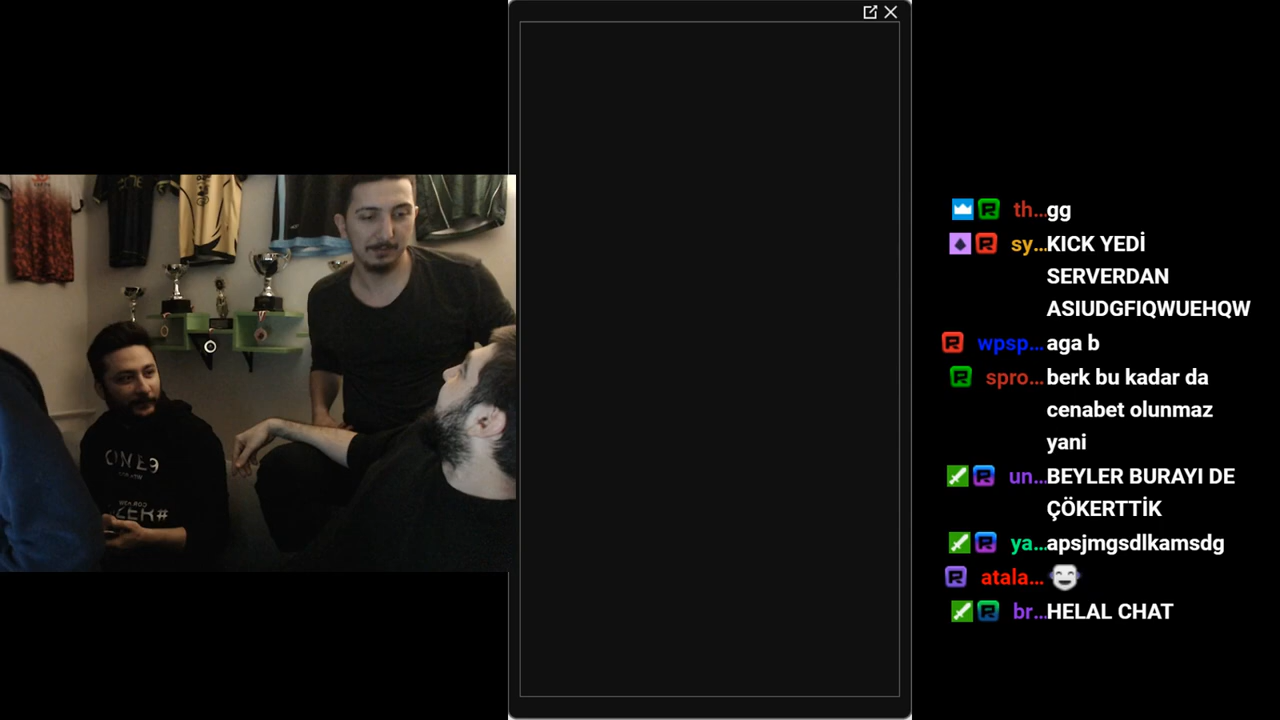 th...gg
sy...KICK YEDİ
SERVERDAN
ASIUDGFIQWUEHQW
wpsp...aga b
spro...berk bu kadar da
cenabet olunmaz
yani
un...BEYLER BURAYI DE
ÇÖKERTTİK
ya...apsjmgsdlkamsdg
atala...
br...HELAL CHAT